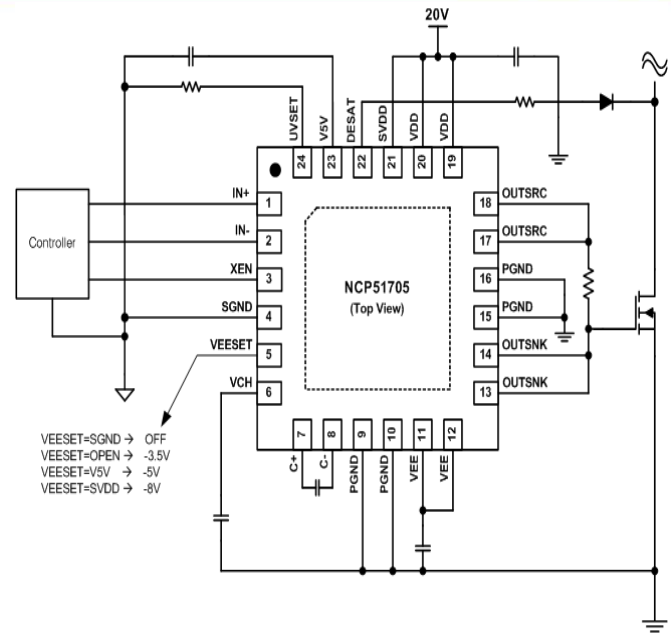 20V
UVSET
V5V
DESAT
SVDD
VDD
VDD
24
23
22
21
20
19
Controller
IN+
1
IN-
2
XEN
3
SGND
4
VEESET
5
VCH
6
NCP51705
(Top View)
18
OUTSRC
17
OUTSRC
16
PGND
15
PGND
14
OUTSNK
13
OUTSNK
7
8
9
10
11
12
C+
C-
PGND
PGND
VEE
VEE
VEESET=SGND → OFF
VEESET=OPEN → -3.5V
VEESET=V5V → -5V
VEESET=SVDD → -8V